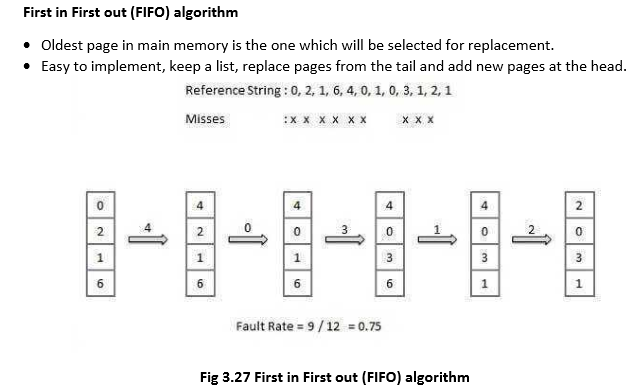 First in First out (FIFO) algorithm
• Oldest page in main memory is the one which will be selected for replacement.
• Easy to implement, keep a list, replace pages from the tail and add new pages at the head.
Reference String : 0, 2, 1, 6, 4, 0, 1, 0, 3, 1, 2, 1
Misses :x x x x x x x x x
0 4 4 4 4 2
2 4 2 0 0 3 0 1 0 2 0
1 1 1 3 3 3
6 6 6 6 1 1
Fault Rate = 9 / 12 = 0.75
Fig 3.27 First in First out (FIFO) algorithm